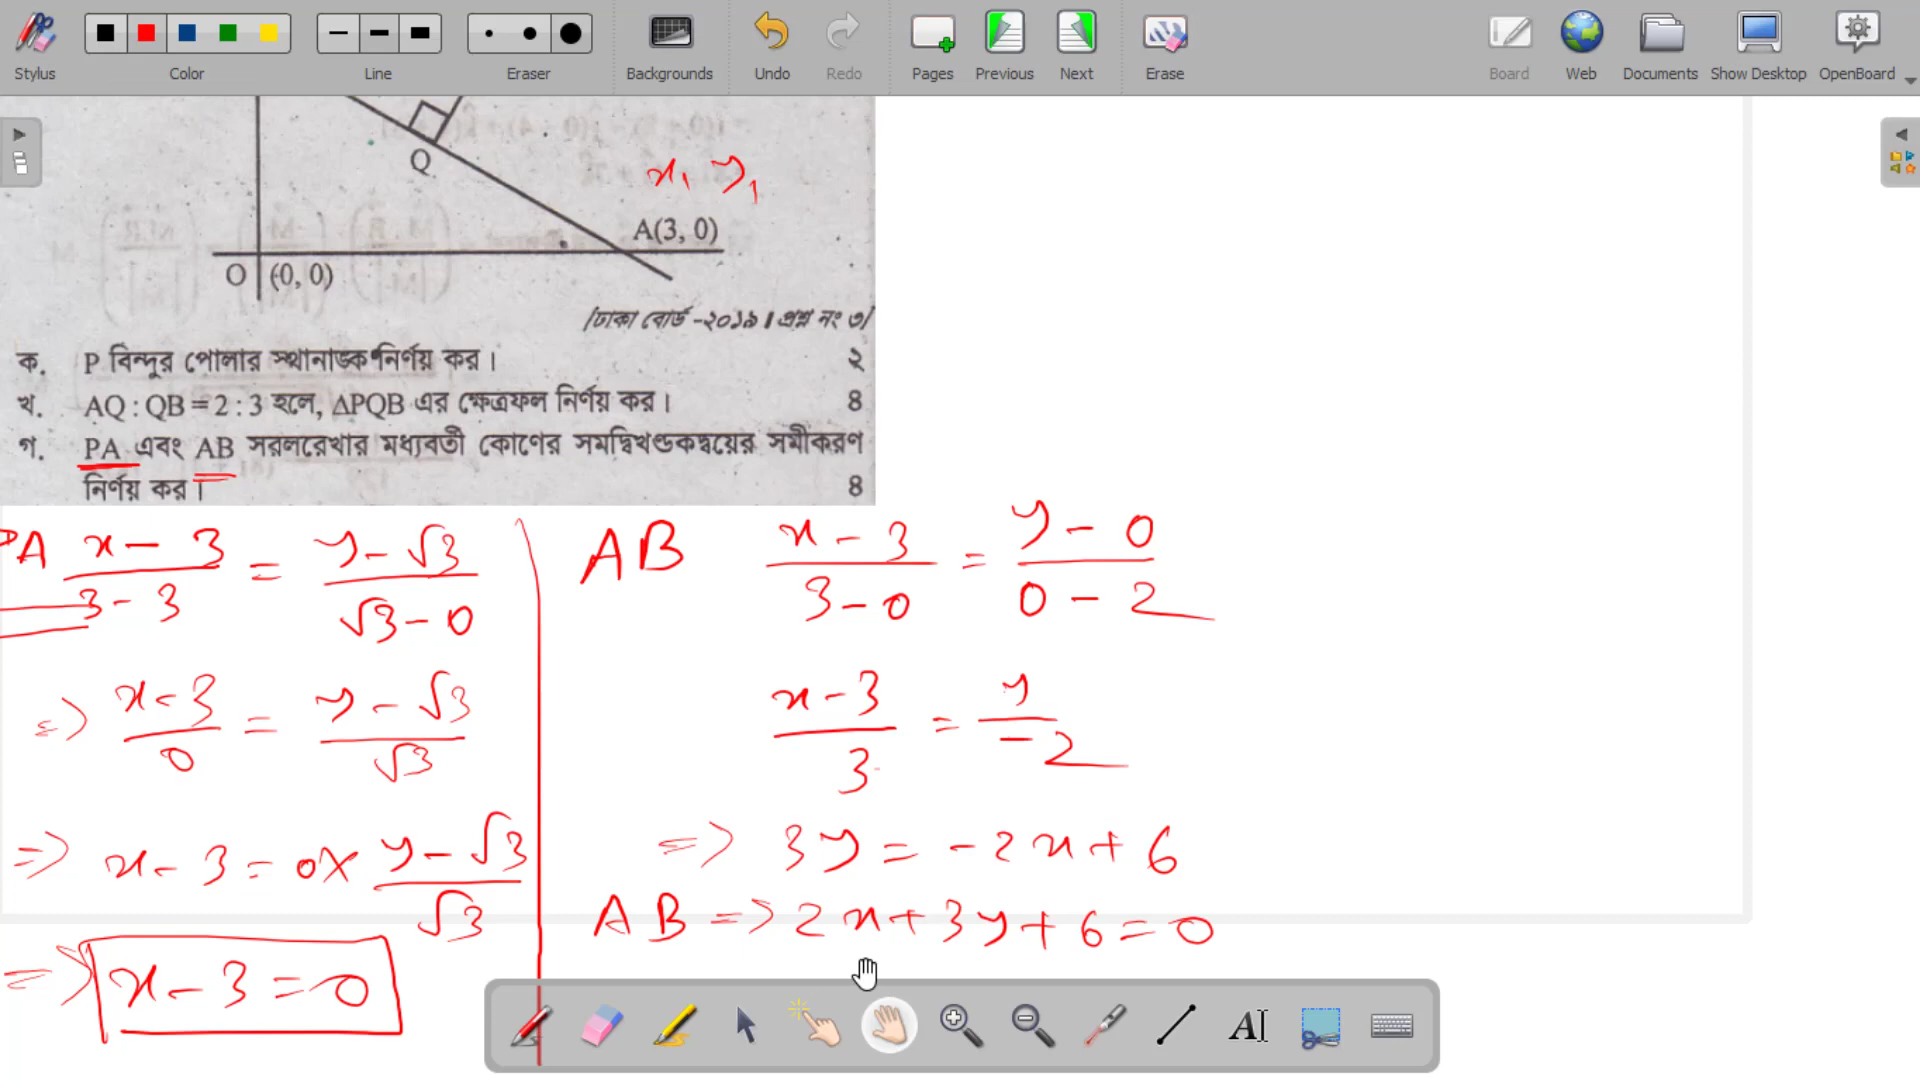 Stylus Color Line Eraser Backgrounds Undo Redo Pages Previous Next Erase Board Web Documents Show Desktop OpenBoard
Q
x₁ y₁
A(3, 0)
O (0, 0)
[ঢাকা বোর্ড -২০১৯ । প্রশ্ন নং ৩]
ক. P বিন্দুর পোলার স্থানাঙ্ক নির্ণয় কর। ২
খ. AQ : QB = 2 : 3 হলে, ΔPQB এর ক্ষেত্রফল নির্ণয় কর। 8
গ. PA এবং AB সরলরেখার মধ্যবর্তী কোণের সমদ্বিখণ্ডকদ্বয়ের সমীকরণ
নির্ণয় কর। 8
PA (x - 3)/(3 - 3) = (y - √3)/(√3 - 0)
=> (x - 3)/0 = (y - √3)/√3
=> x - 3 = 0 × (y - √3)/√3
=> x - 3 = 0
AB (x - 3)/(3 - 0) = (y - 0)/(0 - 2)
(x - 3)/3 = y/-2
=> 3y = -2x + 6
AB => 2x + 3y + 6 = 0